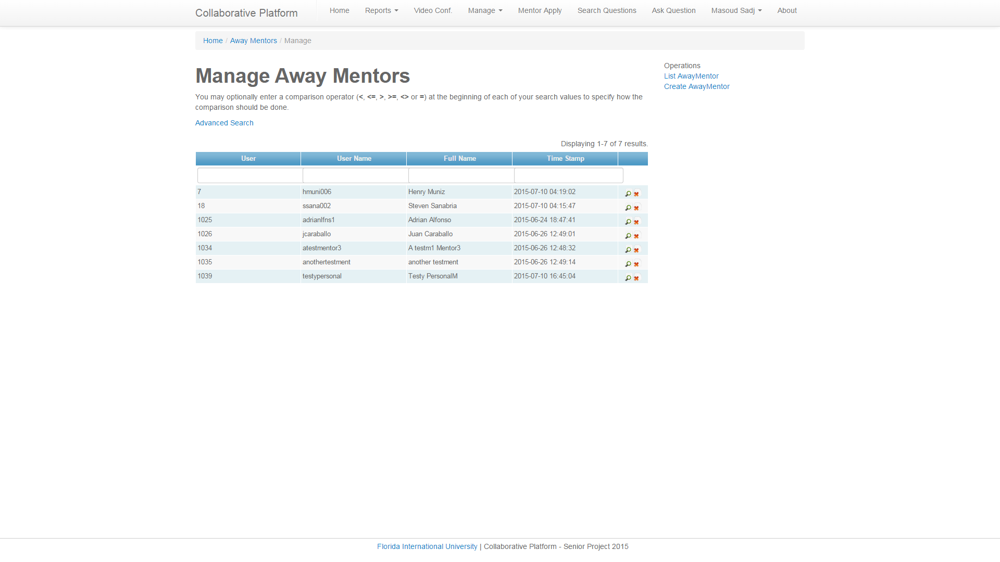 Collaborative Platform
Home Reports Video Conf. Manage Mentor Apply Search Questions Ask Question Masoud Sadj About
Home / Away Mentors / Manage
Manage Away Mentors
You may optionally enter a comparison operator (<, <=, >, >=, <> or =) at the beginning of each of your search values to specify how the
comparison should be done.
Advanced Search
Operations
List AwayMentor
Create AwayMentor
Displaying 1-7 of 7 results.
User User Name Full Name Time Stamp
7 hmuni006 Henry Muniz 2015-07-10 04:19:02
18 ssana002 Steven Sanabria 2015-07-10 04:15:47
1025 adrianlfns1 Adrian Alfonso 2015-06-24 18:47:41
1026 jcaraballo Juan Caraballo 2015-06-26 12:49:01
1034 atestmentor3 A testm1 Mentor3 2015-06-26 12:48:32
1035 anothertestment another testment 2015-06-26 12:49:14
1039 testypersonal Testy PersonalM 2015-07-10 16:45:04
Florida International University | Collaborative Platform - Senior Project 2015